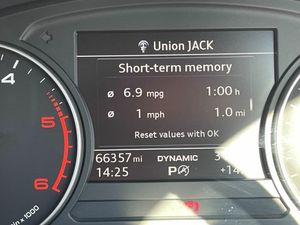 Union JACK
Short-term memory
ø 6.9 mpg 1:00 h
ø 1 mph 1.0 mi
Reset values with OK
66357 mi DYNAMIC
14:25 P
4
5
6
x 1000